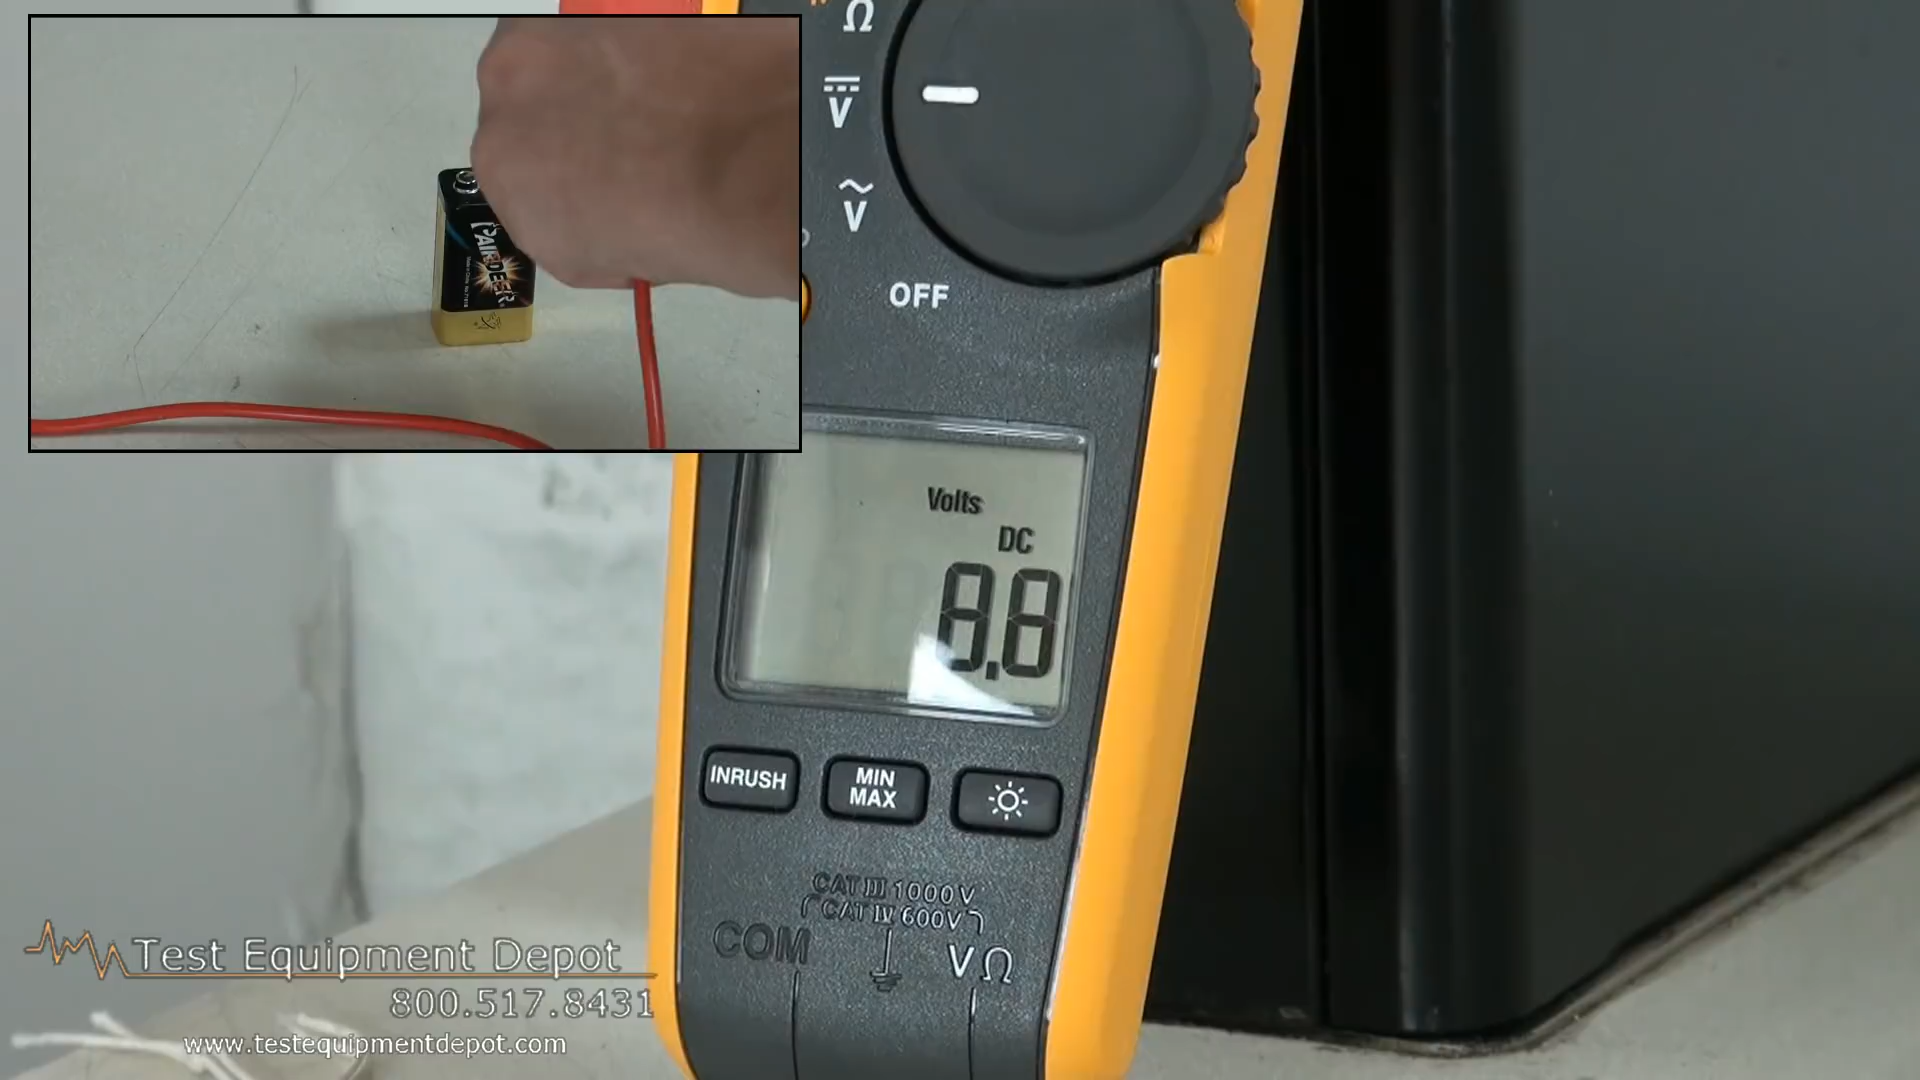 Ω
V
V
OFF
PAIRDEER
Volts
DC
8.8
INRUSH
MIN
MAX
CAT III 1000V
CAT IV 600V
COM
VΩ
Test Equipment Depot
800.517.8431
www.testequipmentdepot.com